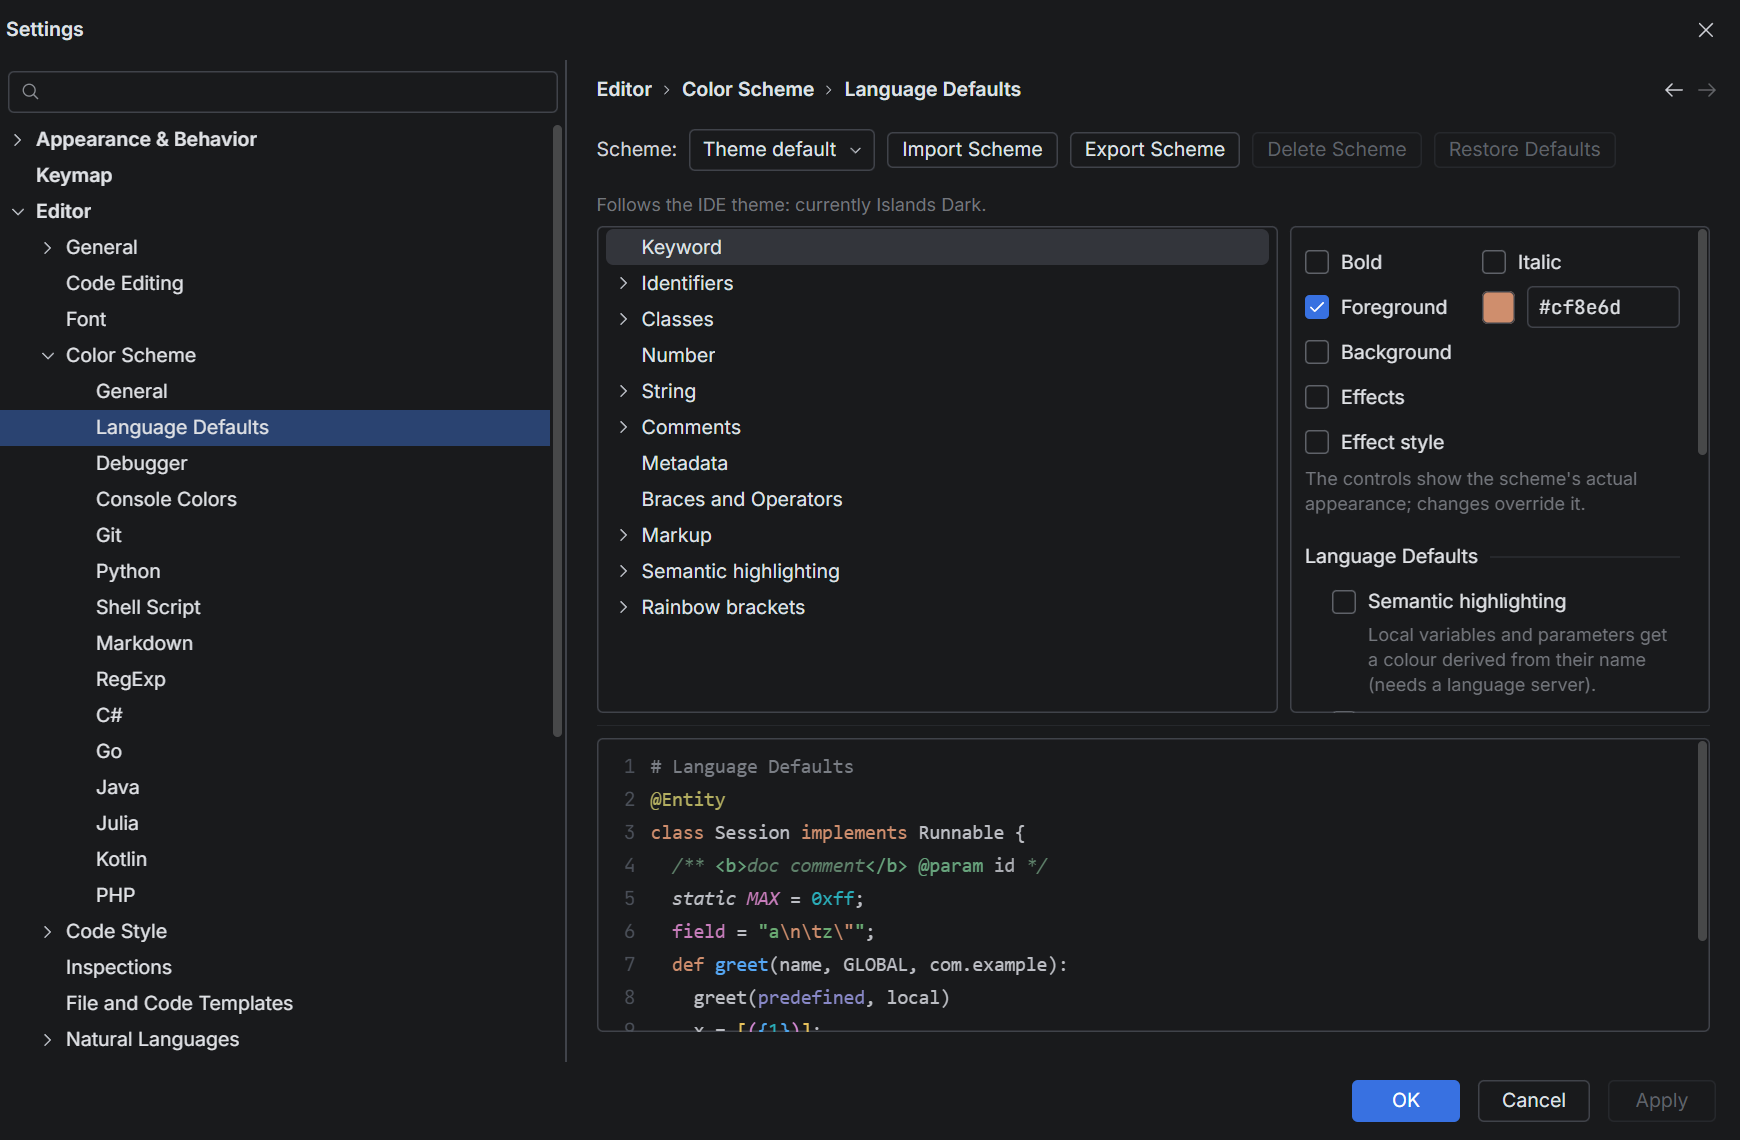 Settings
Appearance & Behavior
Keymap
Editor
General
Code Editing
Font
Color Scheme
General
Language Defaults
Debugger
Console Colors
Git
Python
Shell Script
Markdown
RegExp
C#
Go
Java
Julia
Kotlin
PHP
Code Style
Inspections
File and Code Templates
Natural Languages
Editor › Color Scheme › Language Defaults
Scheme: Theme default Import Scheme Export Scheme Delete Scheme Restore Defaults
Follows the IDE theme: currently Islands Dark.
Keyword
Identifiers
Classes
Number
String
Comments
Metadata
Braces and Operators
Markup
Semantic highlighting
Rainbow brackets
Bold Italic
Foreground #cf8e6d
Background
Effects
Effect style
The controls show the scheme's actual
appearance; changes override it.
Language Defaults
Semantic highlighting
Local variables and parameters get
a colour derived from their name
(needs a language server).
1 # Language Defaults
2 @Entity
3 class Session implements Runnable {
4 /** <b>doc comment</b> @param id */
5 static MAX = 0xff;
6 field = "a\n\tz\"";
7 def greet(name, GLOBAL, com.example):
8 greet(predefined, local)
9 x = [({1})];
OK Cancel Apply